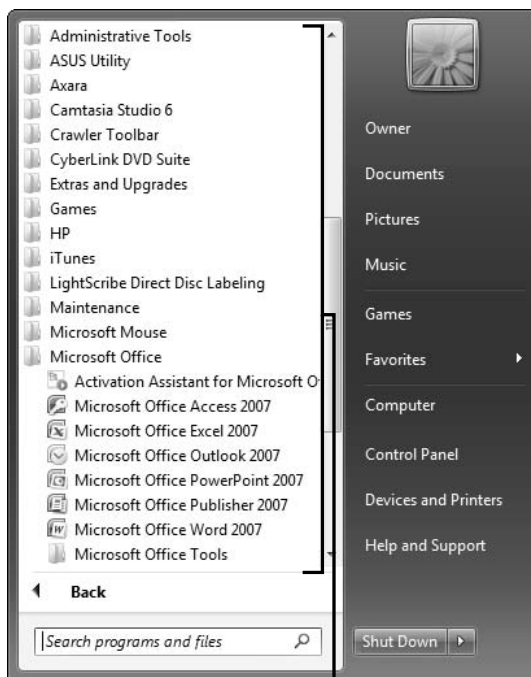 Administrative Tools
ASUS Utility
Axara
Camtasia Studio 6
Crawler Toolbar
CyberLink DVD Suite
Extras and Upgrades
Games
HP
iTunes
LightScribe Direct Disc Labeling
Maintenance
Microsoft Mouse
Microsoft Office
Activation Assistant for Microsoft O
Microsoft Office Access 2007
Microsoft Office Excel 2007
Microsoft Office Outlook 2007
Microsoft Office PowerPoint 2007
Microsoft Office Publisher 2007
Microsoft Office Word 2007
Microsoft Office Tools
Back
Search programs and files
Owner
Documents
Pictures
Music
Games
Favorites
Computer
Control Panel
Devices and Printers
Help and Support
Shut Down